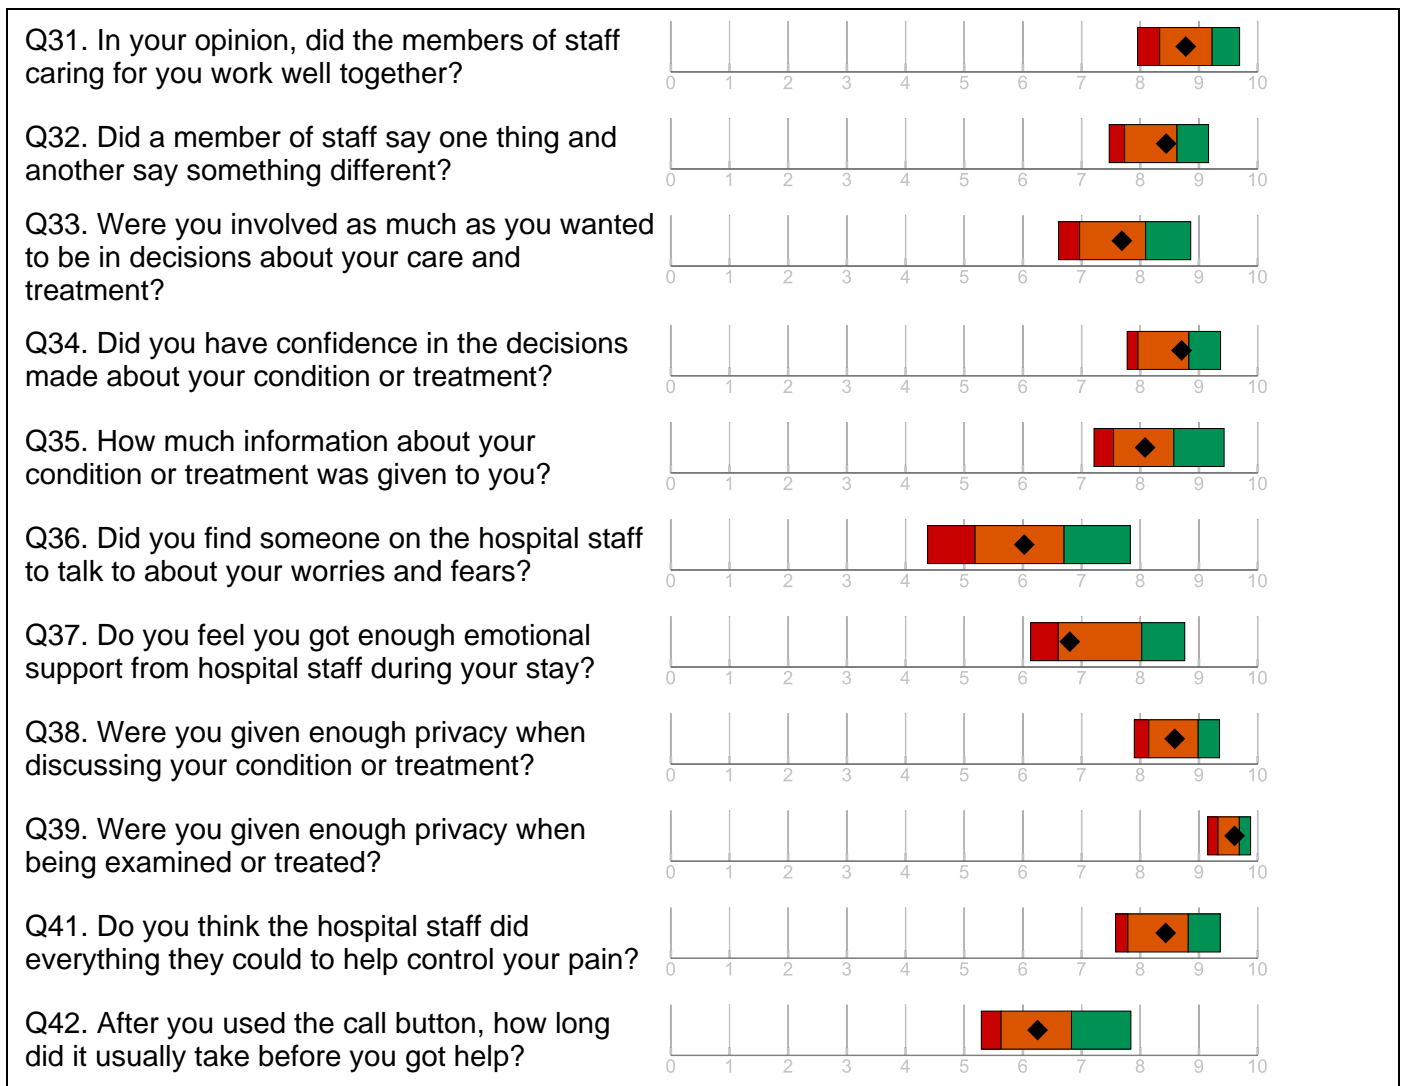 Q31. In your opinion, did the members of staff
caring for you work well together?
0 1 2 3 4 5 6 7 8 9 10
Q32. Did a member of staff say one thing and
another say something different?
0 1 2 3 4 5 6 7 8 9 10
Q33. Were you involved as much as you wanted
to be in decisions about your care and
treatment?
0 1 2 3 4 5 6 7 8 9 10
Q34. Did you have confidence in the decisions
made about your condition or treatment?
0 1 2 3 4 5 6 7 8 9 10
Q35. How much information about your
condition or treatment was given to you?
0 1 2 3 4 5 6 7 8 9 10
Q36. Did you find someone on the hospital staff
to talk to about your worries and fears?
0 1 2 3 4 5 6 7 8 9 10
Q37. Do you feel you got enough emotional
support from hospital staff during your stay?
0 1 2 3 4 5 6 7 8 9 10
Q38. Were you given enough privacy when
discussing your condition or treatment?
0 1 2 3 4 5 6 7 8 9 10
Q39. Were you given enough privacy when
being examined or treated?
0 1 2 3 4 5 6 7 8 9 10
Q41. Do you think the hospital staff did
everything they could to help control your pain?
0 1 2 3 4 5 6 7 8 9 10
Q42. After you used the call button, how long
did it usually take before you got help?
0 1 2 3 4 5 6 7 8 9 10